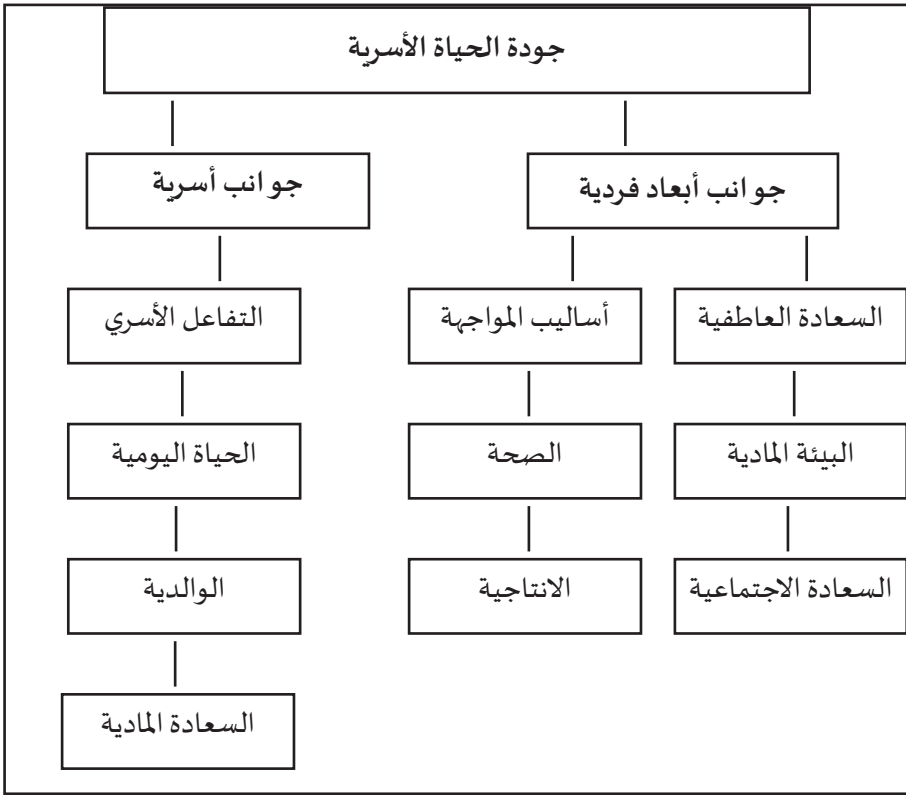 جودة الحياة الأسرية
جوانب أبعاد فردية
جوانب أسرية
السعادة العاطفية
أساليب المواجهة
التفاعل الأسري
البيئة المادية
الصحة
الحياة اليومية
السعادة الاجتماعية
الانتاجية
الوالدية
السعادة المادية